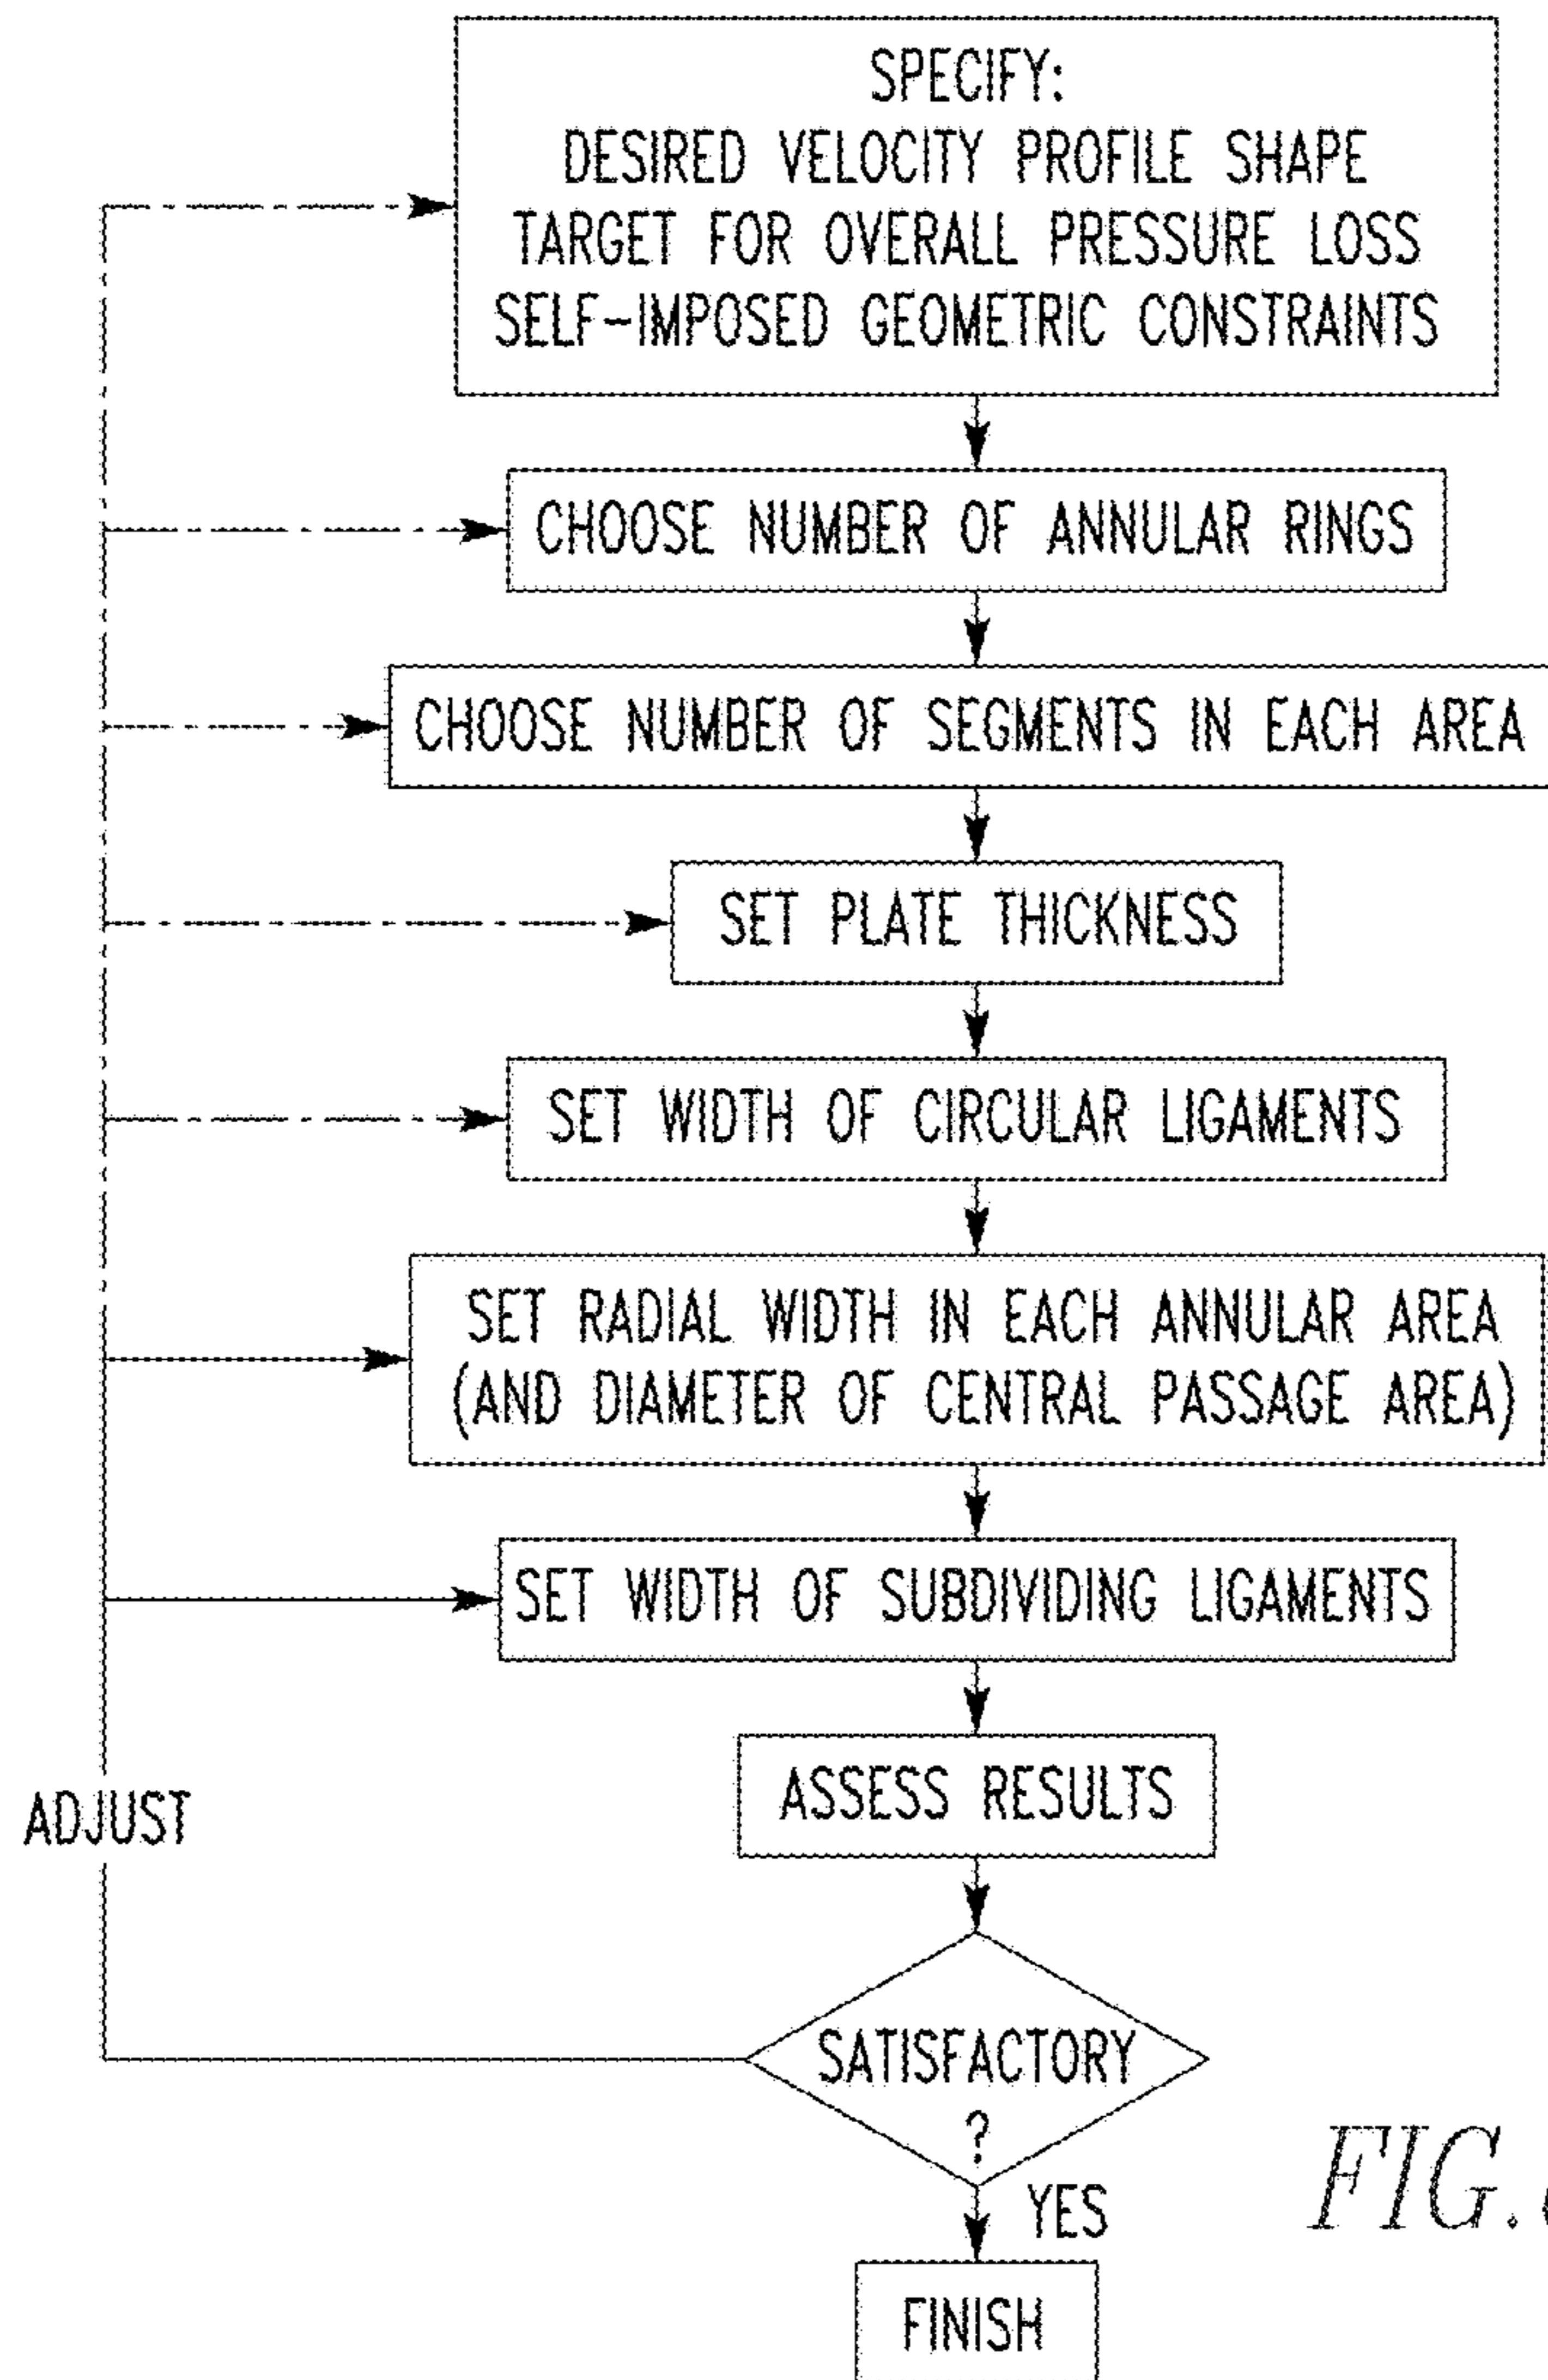 SPECIFY:
DESIRED VELOCITY PROFILE SHAPE
TARGET FOR OVERALL PRESSURE LOSS
SELF-IMPOSED GEOMETRIC CONSTRAINTS
CHOOSE NUMBER OF ANNULAR RINGS
CHOOSE NUMBER OF SEGMENTS IN EACH AREA
SET PLATE THICKNESS
SET WIDTH OF CIRCULAR LIGAMENTS
SET RADIAL WIDTH IN EACH ANNULAR AREA
(AND DIAMETER OF CENTRAL PASSAGE AREA)
SET WIDTH OF SUBDIVIDING LIGAMENTS
ASSESS RESULTS
ADJUST
SATISFACTORY
?
YES
FIG.
FINISH